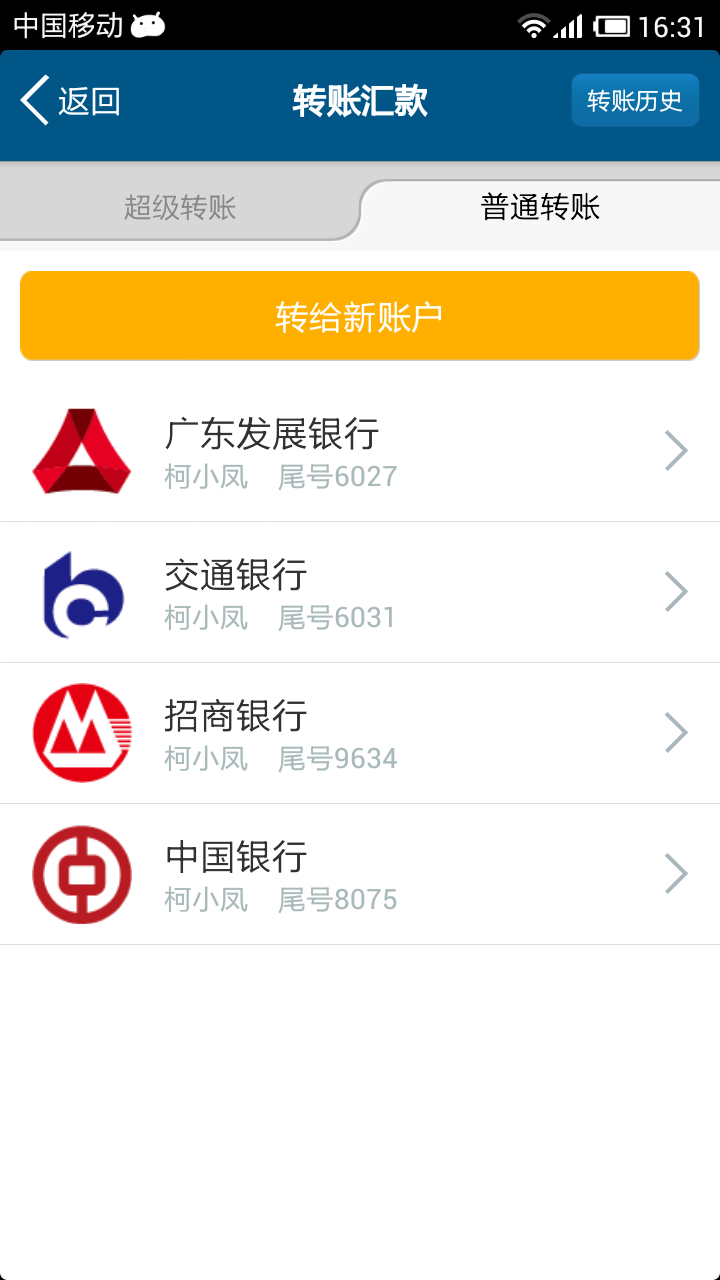 中国移动 16:31
返回 转账汇款 转账历史
超级转账 普通转账
转给新账户
广东发展银行
柯小凤 尾号6027
交通银行
柯小凤 尾号6031
招商银行
柯小凤 尾号9634
中国银行
柯小凤 尾号8075